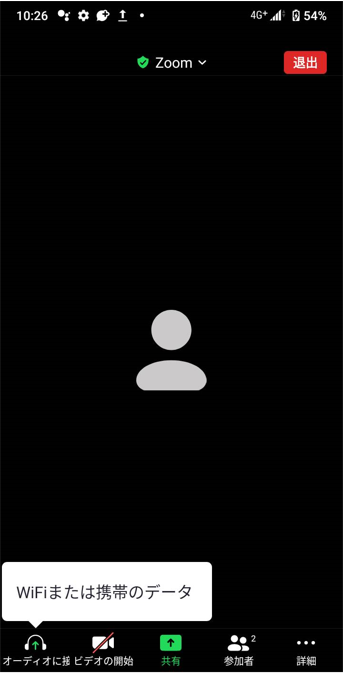 10:26
4G+
54%
Zoom
退出
WiFiまたは携帯のデータ
オーディオに接
ビデオの開始
共有
参加者
2
詳細